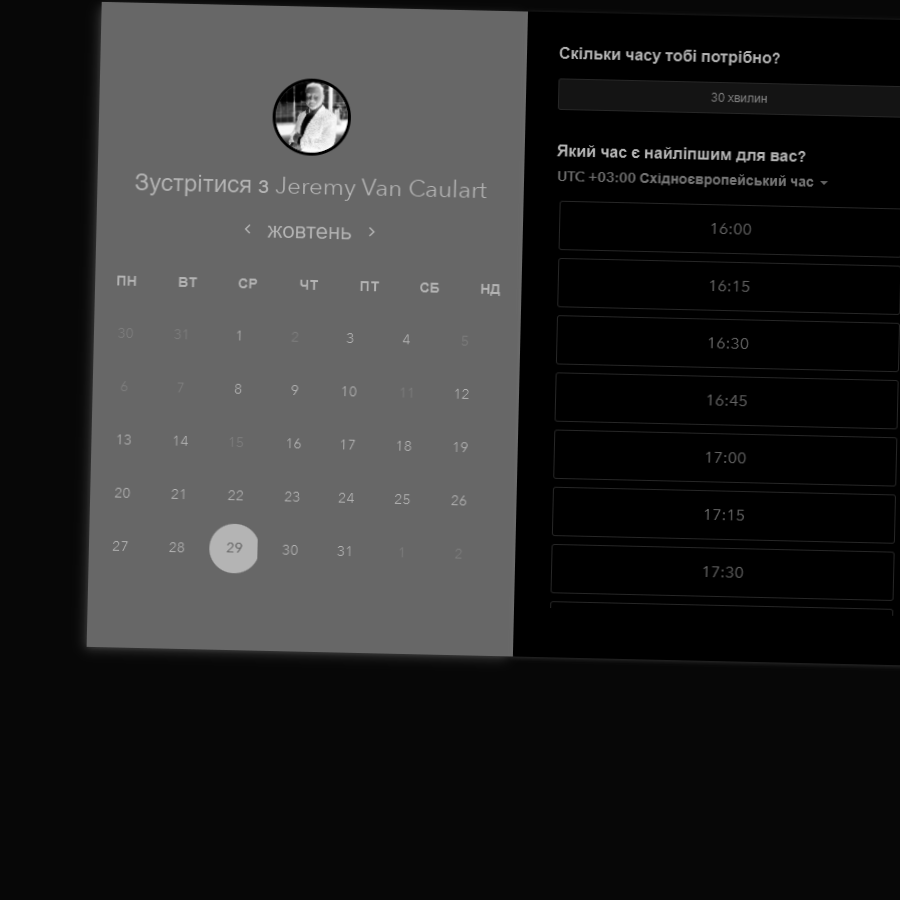 Зустрітися з Jeremy Van Caulart
жовтень
ПН ВТ СР ЧТ ПТ СБ НД
30 31 1 2 3 4 5
6 7 8 9 10 11 12
13 14 15 16 17 18 19
20 21 22 23 24 25 26
27 28 29 30 31 1 2
Скільки часу тобі потрібно?
30 хвилин
Який час є найліпшим для вас?
UTC +03:00 Східноєвропейський час
16:00
16:15
16:30
16:45
17:00
17:15
17:30